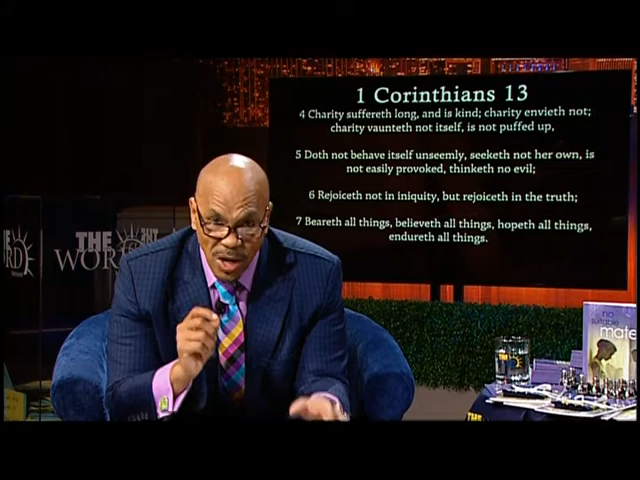 1 Corinthians 13
4 Charity suffereth long, and is kind; charity envieth not;
charity vaunteth not itself, is not puffed up,
5 Doth not behave itself unseemly, seeketh not her own, is
not easily provoked, thinketh no evil;
6 Rejoiceth not in iniquity, but rejoiceth in the truth;
7 Beareth all things, believeth all things, hopeth all things,
endureth all things.
THE
WORD
THE
no
suitable
mate